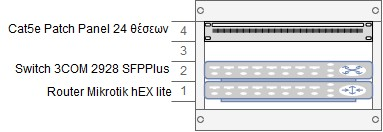 Cat5e Patch Panel 24 θέσεων 4
3
Switch 3COM 2928 SFPPlus 2
Router Mikrotik hEX lite 1